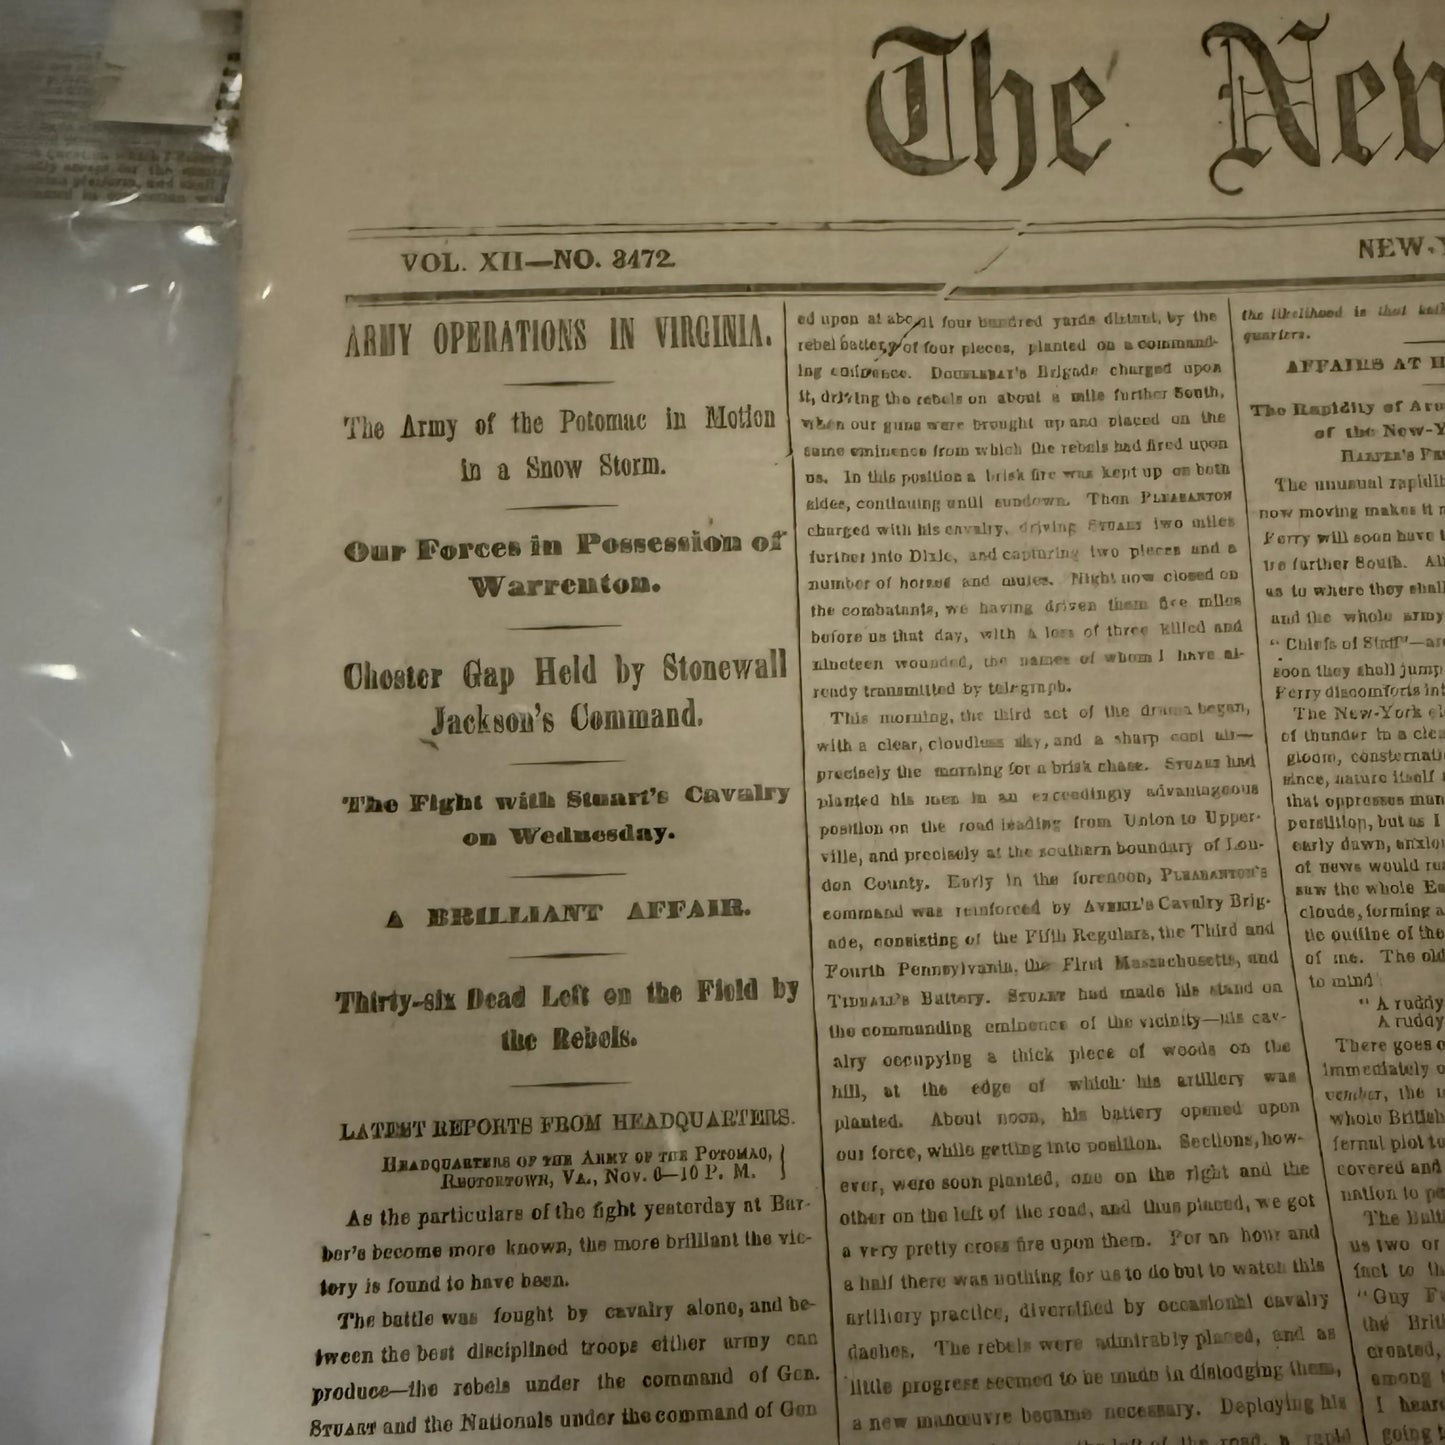 The New
VOL. XII—NO. 3472.
NEW-Y
ARMY OPERATIONS IN VIRGINIA.
The Army of the Potomac in Motion
in a Snow Storm.
Our Forces in Possession of
Warrenton.
Chester Gap Held by Stonewall
Jackson's Command.
The Fight with Stuart's Cavalry
on Wednesday.
A BRILLIANT AFFAIR.
Thirty-six Dead Left on the Field by
the Rebels.
LATEST REPORTS FROM HEADQUARTERS.
HEADQUARTERS OF THE ARMY OF THE POTOMAC,
RECTORTOWN, VA., Nov. 6—10 P. M.
As the particulars of the fight yesterday at Bar-
ber's become more known, the more brilliant the vic-
tory is found to have been.
The battle was fought by cavalry alone, and be-
tween the best disciplined troops either army can
produce—the rebels under the command of Gen.
STUART and the Nationals under the command of Gen
ed upon at about four hundred yards distant, by the
rebel battery of four pieces, planted on a command-
ing eminence. DOUBLEDAY'S Brigade charged upon
it, driving the rebels on about a mile further South,
when our guns were brought up and placed on the
same eminence from which the rebels had fired upon
us. In this position a brisk fire was kept up on both
sides, continuing until sundown. Then PLEASANTON
charged with his cavalry, driving STUART two miles
further into Dixie, and capturing two pieces and a
number of horses and mules. Night now closed on
the combatants, we having driven them five miles
before us that day, with a loss of three killed and
nineteen wounded, the names of whom I have al-
ready transmitted by telegraph.
This morning, the third act of the drama began,
with a clear, cloudless sky, and a sharp cool air—
precisely the morning for a brisk chase. STUART had
planted his men in an exceedingly advantageous
position on the road leading from Union to Upper-
ville, and precisely at the southern boundary of Lou-
don County. Early in the forenoon, PLEASANTON'S
command was reinforced by AVERIL'S Cavalry Brig-
ade, consisting of the Fifth Regulars, the Third and
Fourth Pennsylvania, the First Massachusetts, and
TIDBALL'S Battery. STUART had made his stand on
the commanding eminence of the vicinity—his cav-
alry occupying a thick piece of woods on the
hill, at the edge of which his artillery was
planted. About noon, his battery opened upon
our force, while getting into position. Sections, how-
ever, were soon planted, one on the right and the
other on the left of the road, and thus placed, we got
a very pretty cross fire upon them. For an hour and
a half there was nothing for us to do but to watch this
artillery practice, diversified by occasional cavalry
dashes. The rebels were admirably placed, and as
little progress seemed to be made in dislodging them,
a new manœuvre became necessary. Deploying his
the left of the road, a rapid
the likelihood is that
quarters.
AFFAIRS AT H
The Rapidity of
of the New-Y
HARPER'S
The unusual rapidi
now moving makes it
Ferry will soon have
further South.
as to where they shall
and the whole army
"Chiefs of Staff"—
soon they shall jump
Ferry discomforts
The New-York
of thunder in a
gloom,
since, nature itself
that oppresses
but as I
early dawn,
of news would
saw the whole
clouds, forming a
tic outline of the
of me. The old
to mind
"A ruddy
A ruddy
There goes
immediately
the
whole British
fernal plot to
covered and
nation to
The
us two or
fact to
"Guy F
the
created,
among
I
going